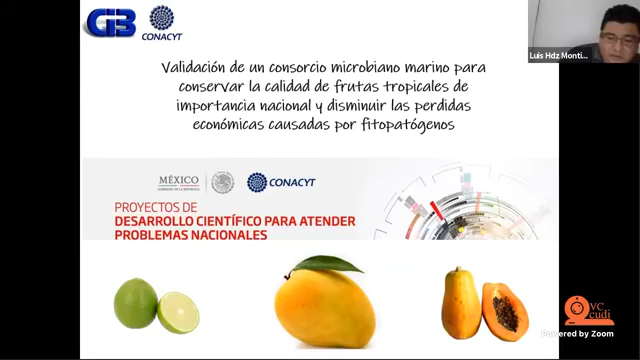 CIB
CONACYT
Luis Hdz Monti...
Validación de un consorcio microbiano marino para
conservar la calidad de frutas tropicales de
importancia nacional y disminuir las perdidas
económicas causadas por fitopatógenos
MÉXICO
CONACYT
PROYECTOS DE
DESARROLLO CIENTÍFICO PARA ATENDER
PROBLEMAS NACIONALES
VC
cudi
Powered by Zoom